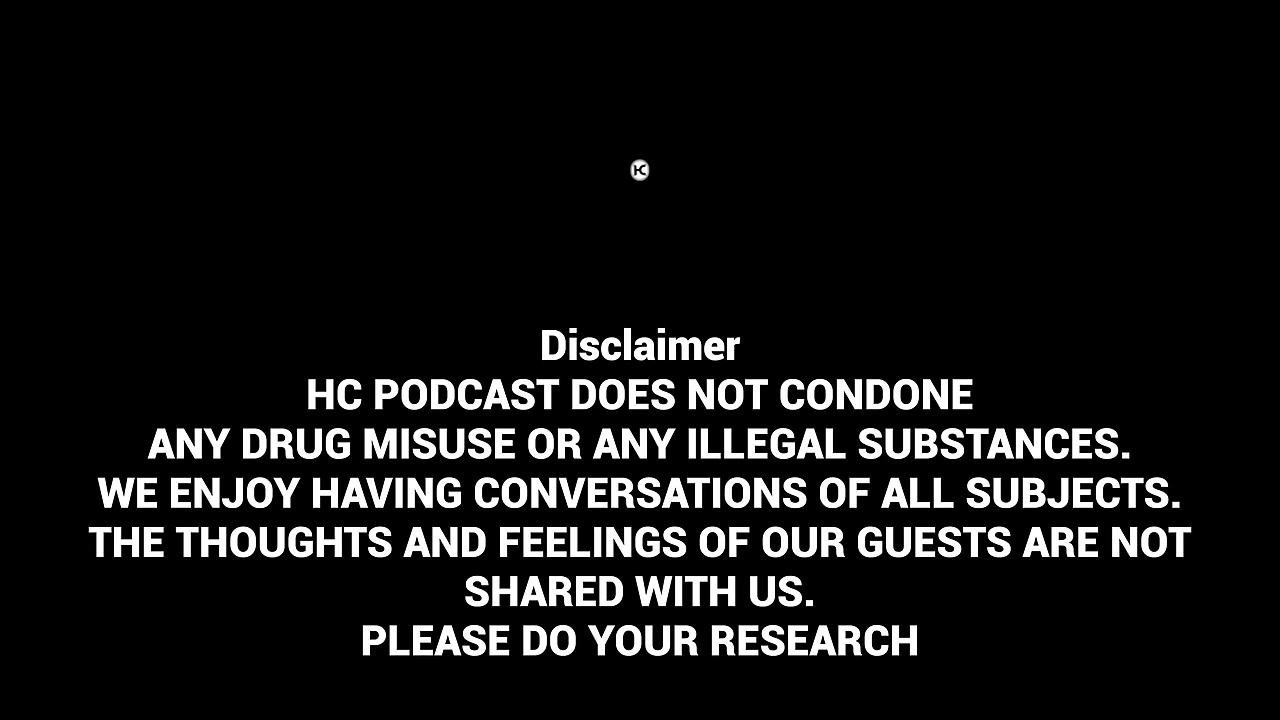 HC
Disclaimer
HC PODCAST DOES NOT CONDONE
ANY DRUG MISUSE OR ANY ILLEGAL SUBSTANCES.
WE ENJOY HAVING CONVERSATIONS OF ALL SUBJECTS.
THE THOUGHTS AND FEELINGS OF OUR GUESTS ARE NOT
SHARED WITH US.
PLEASE DO YOUR RESEARCH